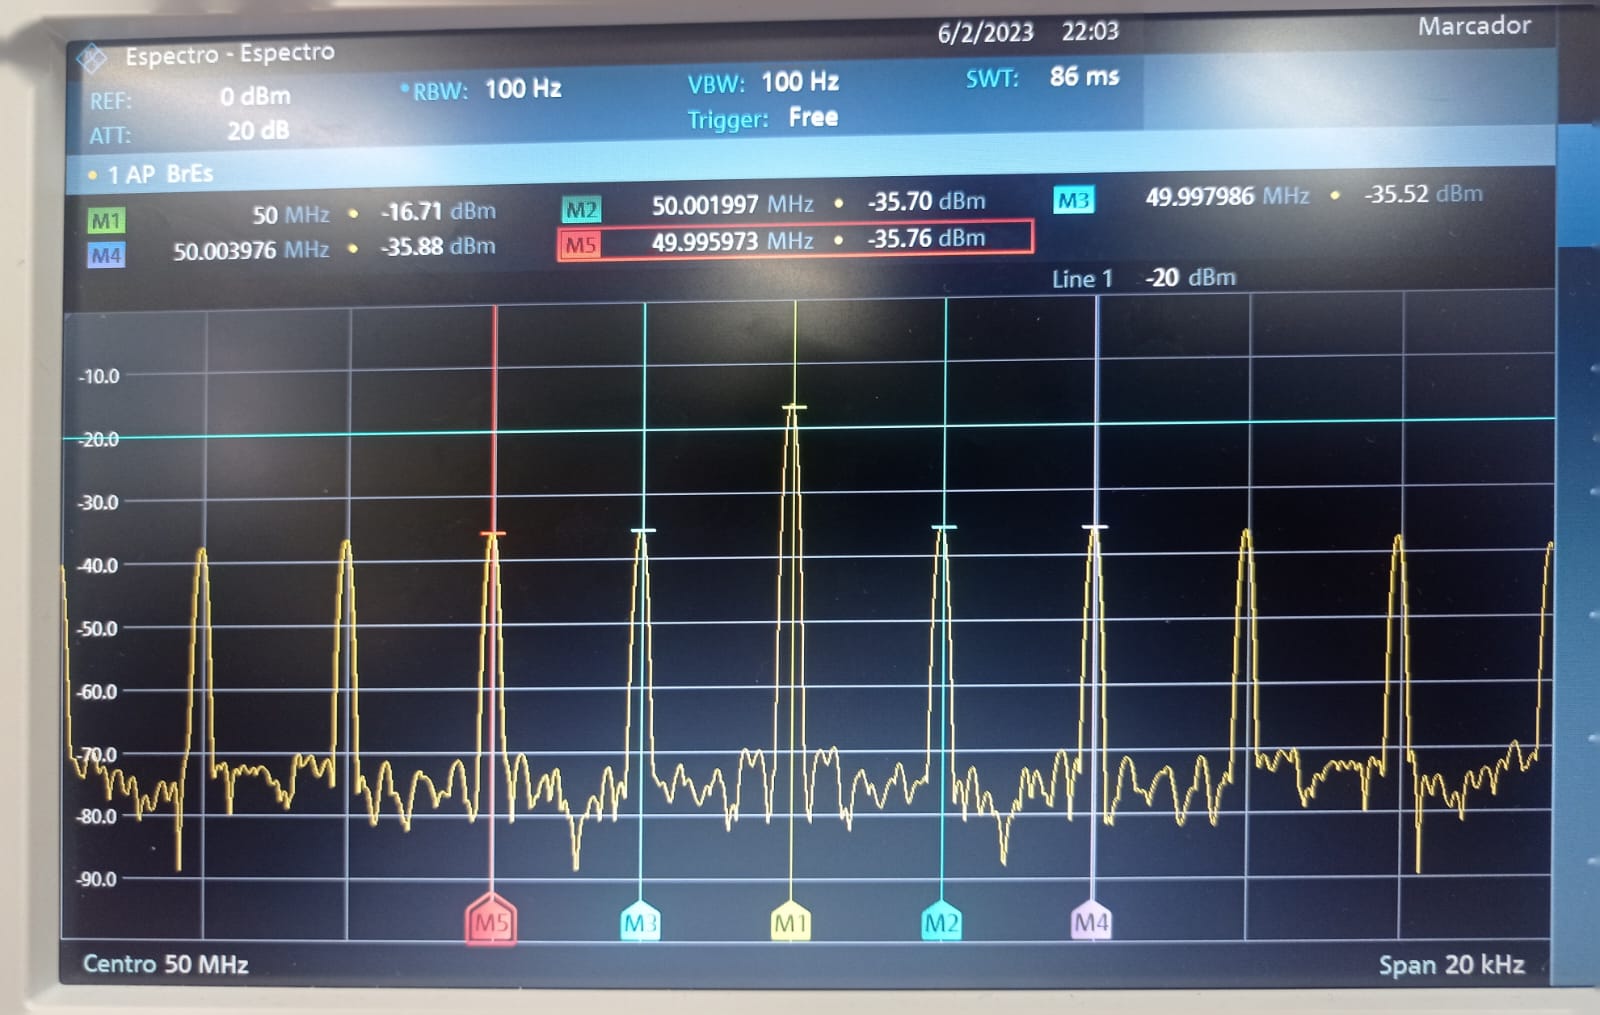 6/2/2023 22:03 Marcador
Espectro - Espectro
REF: 0 dBm •RBW: 100 Hz VBW: 100 Hz SWT: 86 ms
ATT: 20 dB Trigger: Free
• 1 AP BrEs
M1 50 MHz • -16.71 dBm M2 50.001997 MHz • -35.70 dBm M3 49.997986 MHz • -35.52 dBm
M4 50.003976 MHz • -35.88 dBm M5 49.995973 MHz • -35.76 dBm
Line 1 -20 dBm
-10.0
-20.0
-30.0
-40.0
-50.0
-60.0
-70.0
-80.0
-90.0
M5 M3 M1 M2 M4
Centro 50 MHz Span 20 kHz